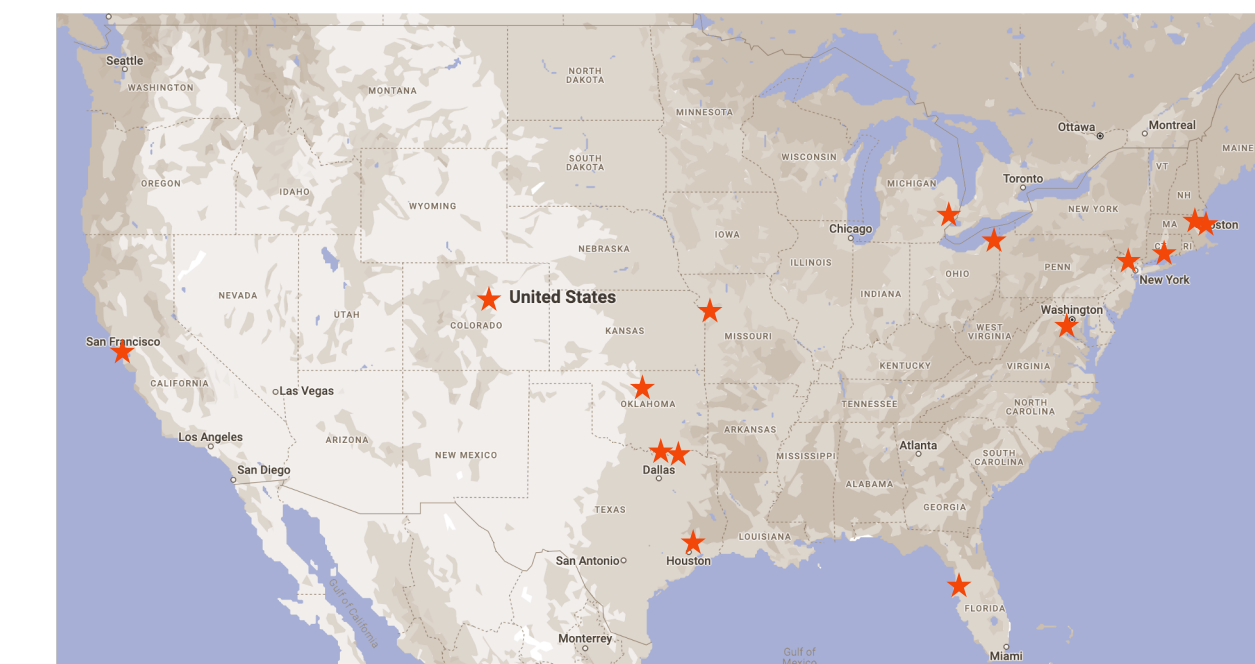 Seattle
WASHINGTON
MONTANA
NORTH
DAKOTA
MINNESOTA
Ottawa
Montreal
MAINE
VT
SOUTH
DAKOTA
WISCONSIN
MICHIGAN
Toronto
OREGON
IDAHO
WYOMING
NH
NEW YORK
MA
oston
IOWA
Chicago
NEBRASKA
RI
ILLINOIS
OHIO
PENN
New York
NEVADA
UTAH
United States
COLORADO
INDIANA
Washington
KANSAS
MISSOURI
WEST
VIRGINIA
San Francisco
KENTUCKY
VIRGINIA
CALIFORNIA
Las Vegas
OKLAHOMA
TENNESSEE
NORTH
CAROLINA
Los Angeles
ARIZONA
NEW MEXICO
ARKANSAS
Atlanta
MISSISSIPPI
SOUTH
CAROLINA
San Diego
Dallas
ALABAMA
TEXAS
GEORGIA
LOUISIANA
San Antonio
Houston
Gulf of California
FLORIDA
Monterrey
Gulf of
Mexico
Miami